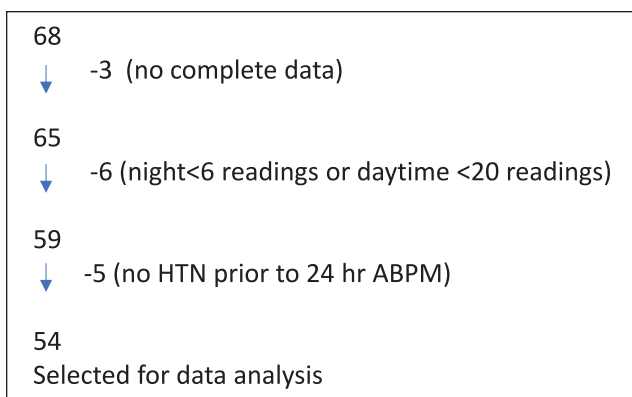 68
-3 (no complete data)
65
-6 (night<6 readings or daytime <20 readings)
59
-5 (no HTN prior to 24 hr ABPM)
54
Selected for data analysis